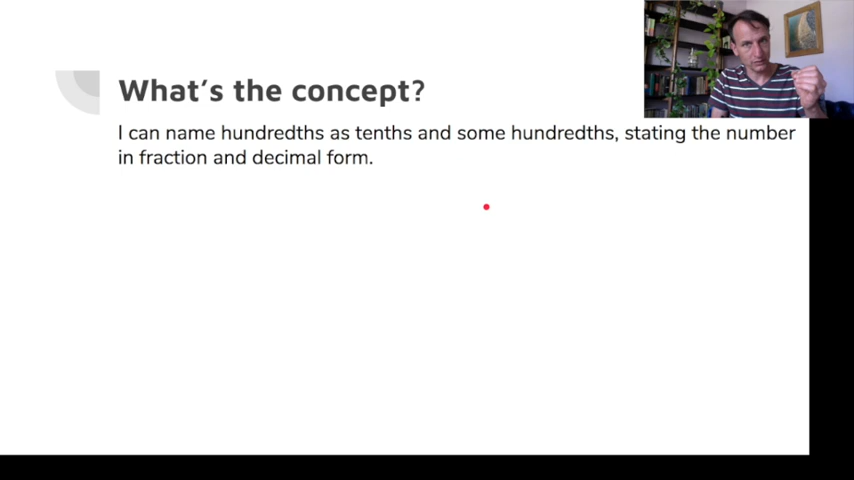 What's the concept?
I can name hundredths as tenths and some hundredths, stating the number
in fraction and decimal form.